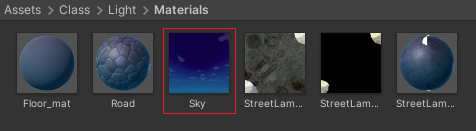 Assets > Class > Light > Materials
Floor_mat
Road
Sky
StreetLam...
StreetLam...
StreetLam...